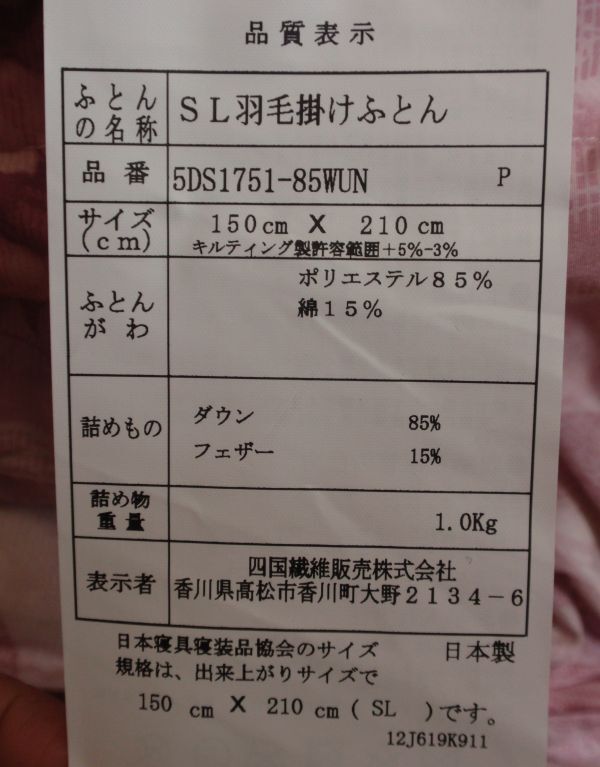 品質表示
ふとんの名称 SL羽毛掛けふとん
品番 5DS1751-85WUN P
サイズ(cm) 150cm X 210cm
キルティング製許容範囲+5%-3%
ふとんがわ ポリエステル85%
綿15%
詰めもの ダウン 85%
フェザー 15%
詰め物重量 1.0Kg
表示者 四国繊維販売株式会社
香川県高松市香川町大野2134-6
日本寝具寝装品協会のサイズ 日本製
規格は、出来上がりサイズで
150 cm X 210 cm ( SL )です。
12J619K911